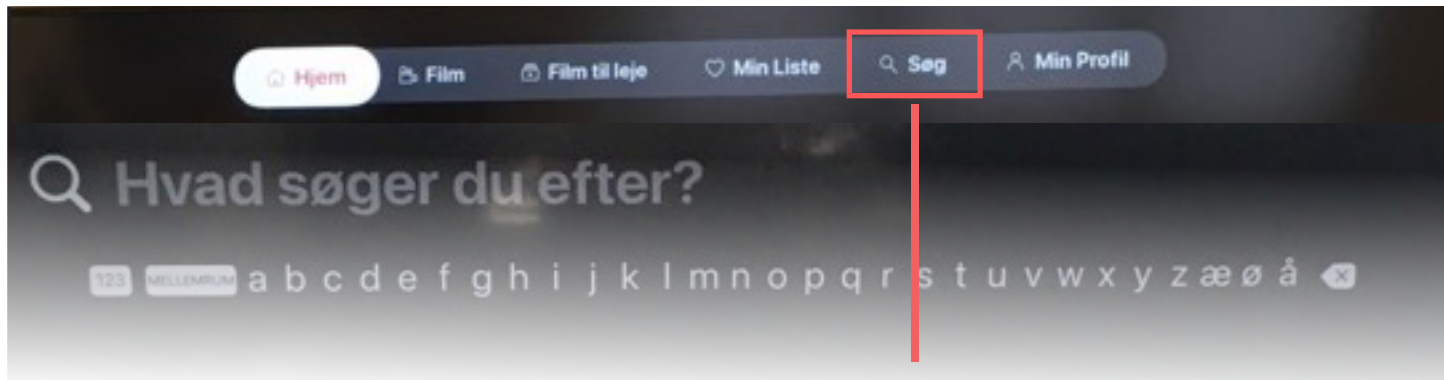 Hjem Film Film til leje Min Liste Søg Min Profil
Hvad søger du efter?
123 MELLEMRUM a b c d e f g h i j k l m n o p q r s t u v w x y z æ ø å